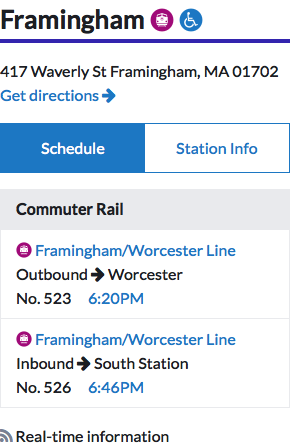 Framingham
417 Waverly St Framingham, MA 01702
Get directions
Schedule
Station Info
Commuter Rail
Framingham/Worcester Line
Outbound Worcester
No. 523 6:20PM
Framingham/Worcester Line
Inbound South Station
No. 526 6:46PM
Real-time information